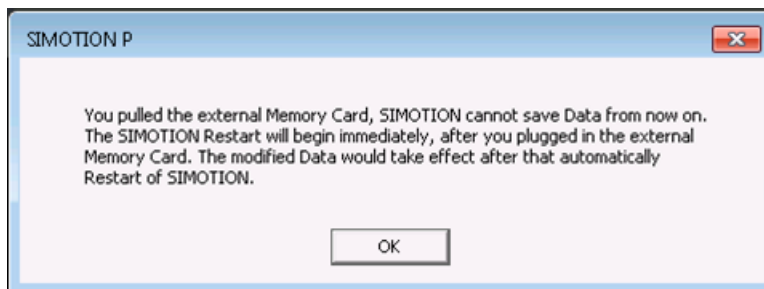 SIMOTION P
You pulled the external Memory Card, SIMOTION cannot save Data from now on.
The SIMOTION Restart will begin immediately, after you plugged in the external
Memory Card. The modified Data would take effect after that automatically
Restart of SIMOTION.
OK